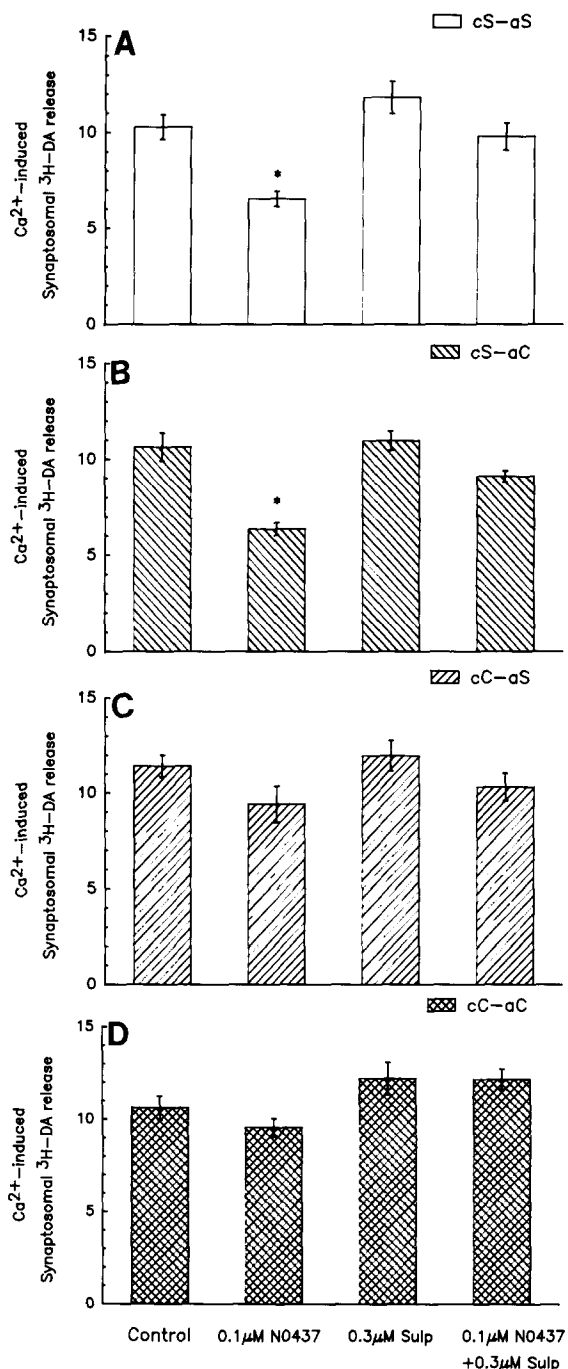 A
cS–aS
15
10
5
0
Ca²⁺–induced
Synaptosomal ³H–DA release
*
B
cS–aC
15
10
5
0
Ca²⁺–induced
Synaptosomal ³H–DA release
*
C
cC–aS
15
10
5
0
Ca²⁺–induced
Synaptosomal ³H–DA release
D
cC–aC
15
10
5
0
Ca²⁺–induced
Synaptosomal ³H–DA release
Control
0.1μM N0437
0.3μM Sulp
0.1μM N0437
+0.3μM Sulp